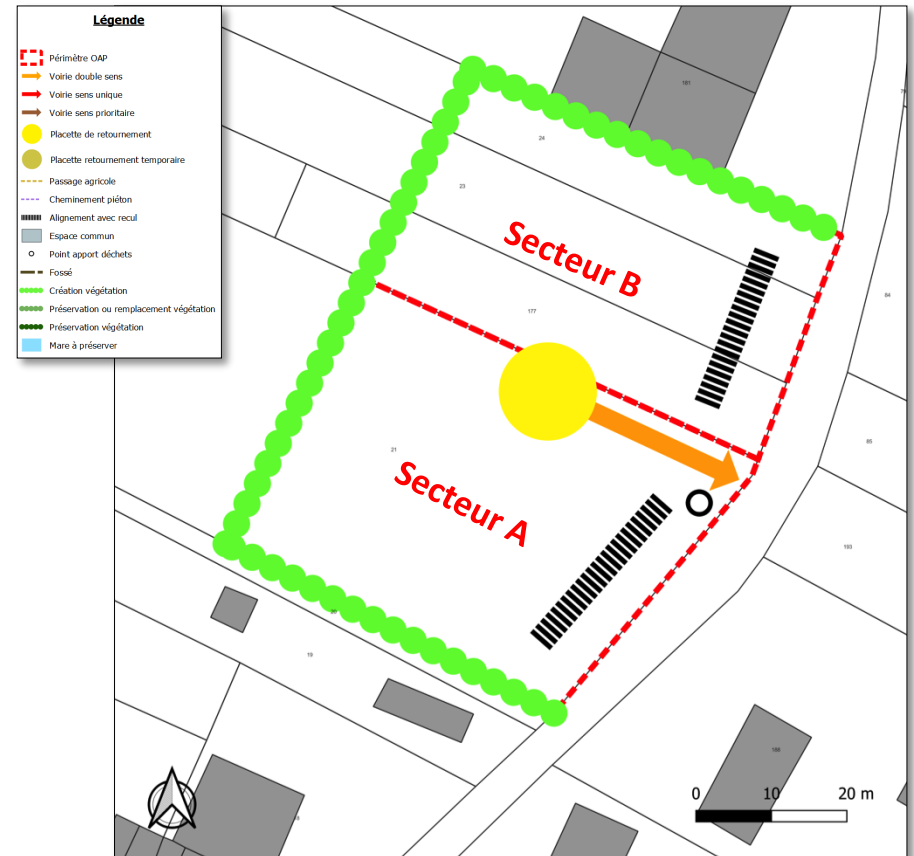 Légende
Périmètre OAP
Voirie double sens
Voirie sens unique
Voirie sens prioritaire
Placette de retournement
Placette retournement temporaire
Passage agricole
Cheminement piéton
Alignement avec recul
Espace commun
Point apport déchets
Fossé
Création végétation
Préservation ou remplacement végétation
Préservation végétation
Mare à préserver
24
23
Secteur B
177
84
85
21
Secteur A
193
20
19
0 10 20 m